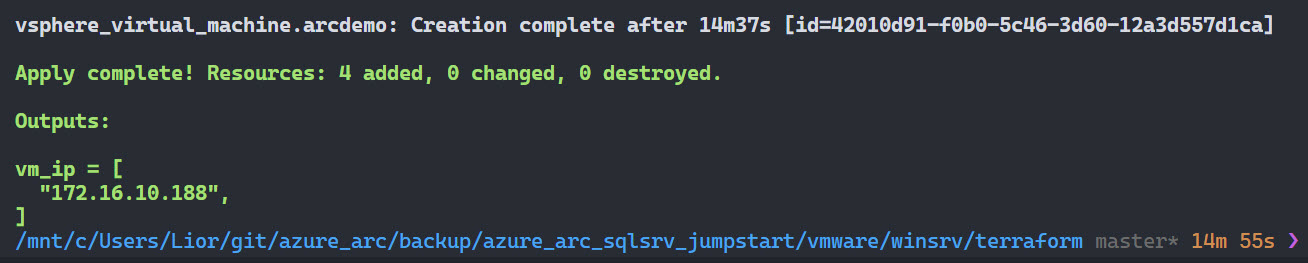 vsphere_virtual_machine.arcdemo: Creation complete after 14m37s [id=42010d91-f0b0-5c46-3d60-12a3d557d1ca]
Apply complete! Resources: 4 added, 0 changed, 0 destroyed.
Outputs:
vm_ip = [
  "172.16.10.188",
]
/mnt/c/Users/Lior/git/azure_arc/backup/azure_arc_sqlsrv_jumpstart/vmware/winsrv/terraform master* 14m 55s ❯